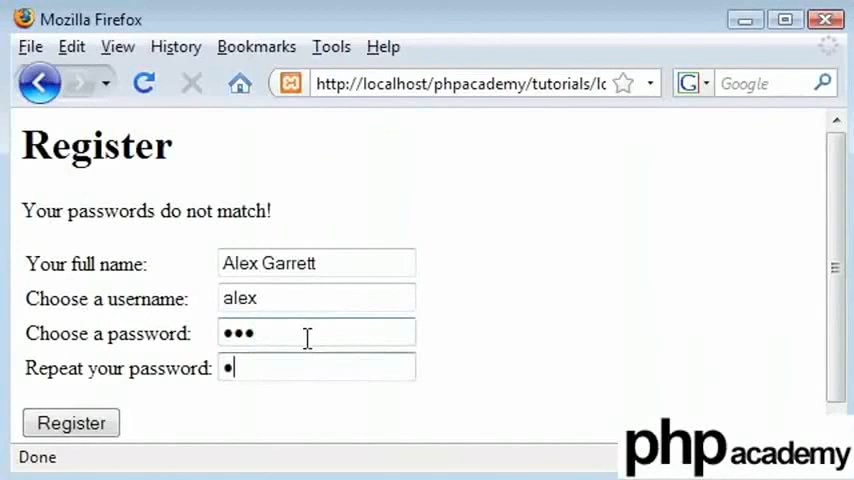 Mozilla Firefox
File Edit View History Bookmarks Tools Help
http://localhost/phpacademy/tutorials/lo
G Google
Register
Your passwords do not match!
Your full name: Alex Garrett
Choose a username: alex
Choose a password: •••
Repeat your password: •
Register
Done
php academy